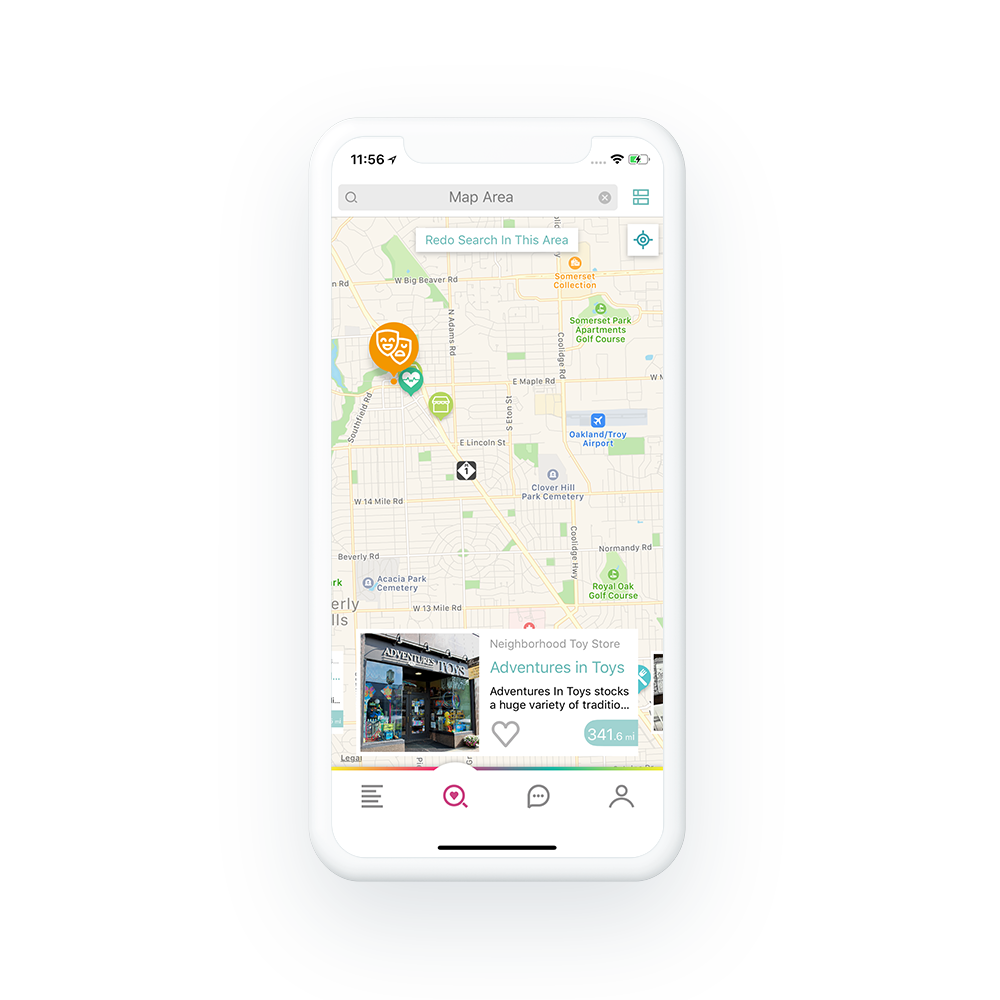 11:56
Map Area
Redo Search In This Area
n Rd
W Big Beaver Rd
Somerset
Collection
N Adams Rd
Somerset Park
Apartments
Golf Course
Coolidge Rd
E Maple Rd
W M
Southfield Rd
S Eton St
Oakland/Troy
Airport
E Lincoln St
1
Clover Hill
Park Cemetery
W 14 Mile Rd
Coolidge Hwy
Normandy Rd
Beverly Rd
rk
Acacia Park
Cemetery
Royal Oak
Golf Course
erly
lls
W 13 Mile Rd
ADVENTURES
TOYS
Neighborhood Toy Store
Adventures in Toys
Adventures In Toys stocks
a huge variety of traditio...
341.6 mi
mi
Legal